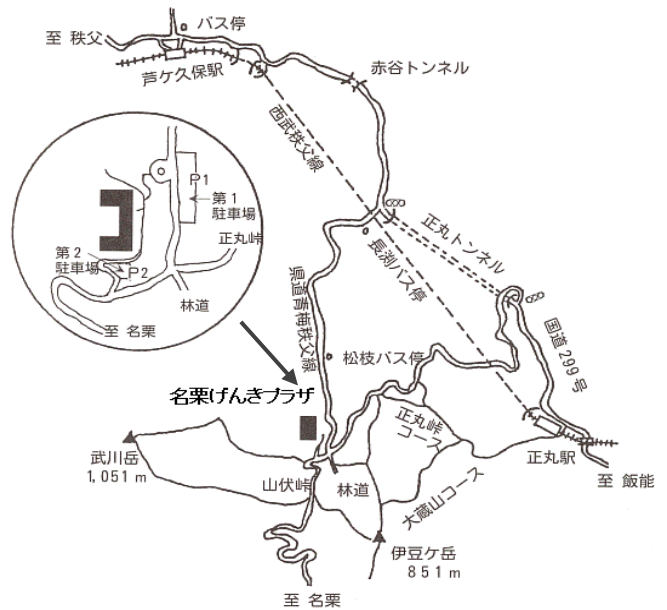 バス停
至 秩父
芦ケ久保駅
赤谷トンネル
西武秩父線
P1
第1
駐車場
正丸峠
第2
駐車場
P2
林道
至 名栗
正丸トンネル
長渕バス停
県道青梅秩父線
国道299号
松枝バス停
名栗げんきプラザ
正丸峠
コース
正丸駅
至 飯能
武川岳
1,051m
山伏峠
林道
大蔵山コース
伊豆ケ岳
851m
至 名栗